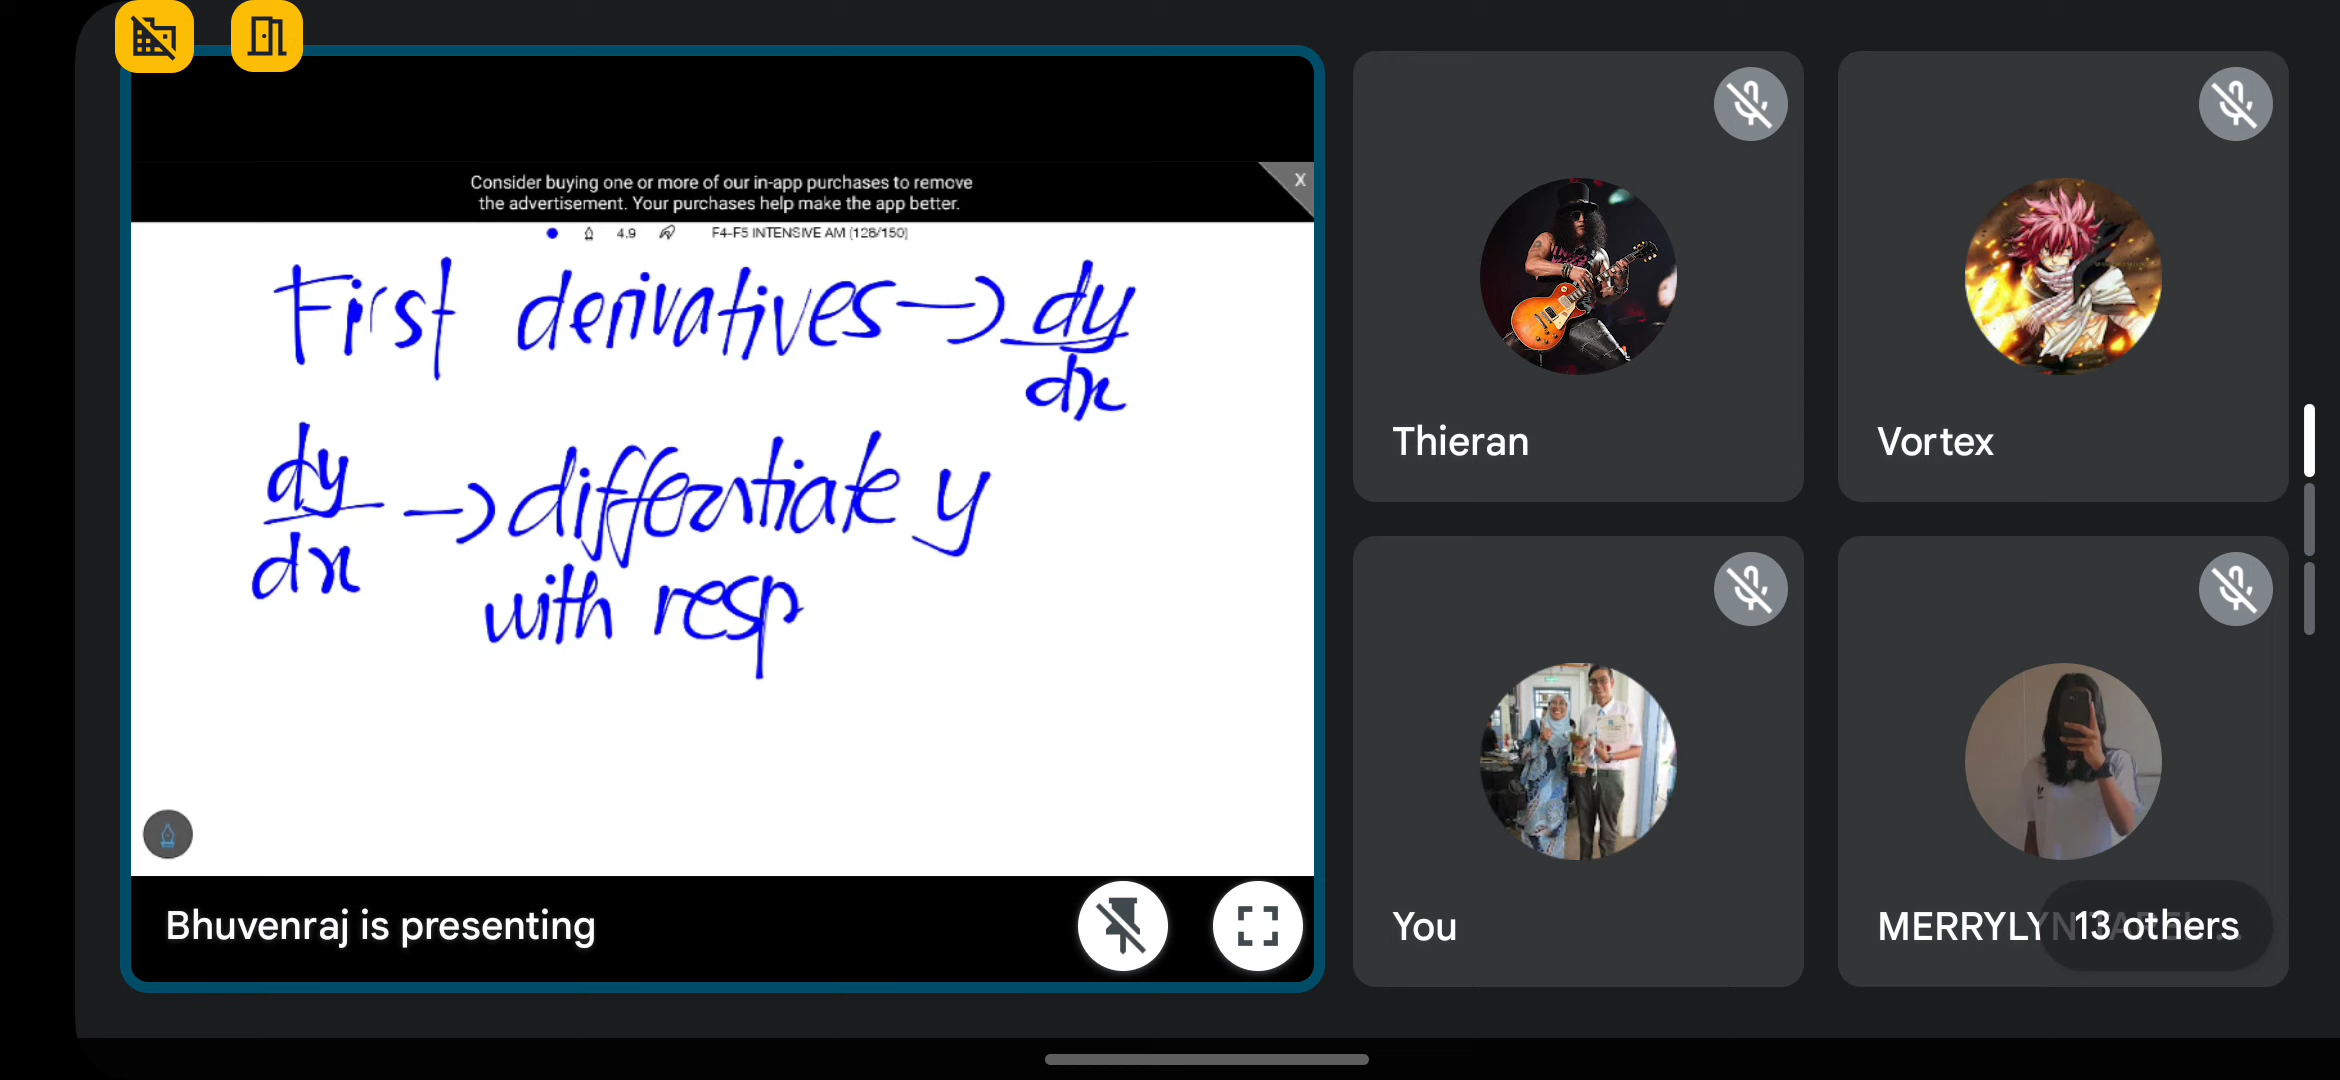 Consider buying one or more of our in-app purchases to remove
the advertisement. Your purchases help make the app better.
X
4.9 F4-F5 INTENSIVE AM (128/150)
First derivatives → dy/dx
dy/dx → differentiate y
with resp
Bhuvenraj is presenting
Thieran
Vortex
You
MERRYLYN
13 others